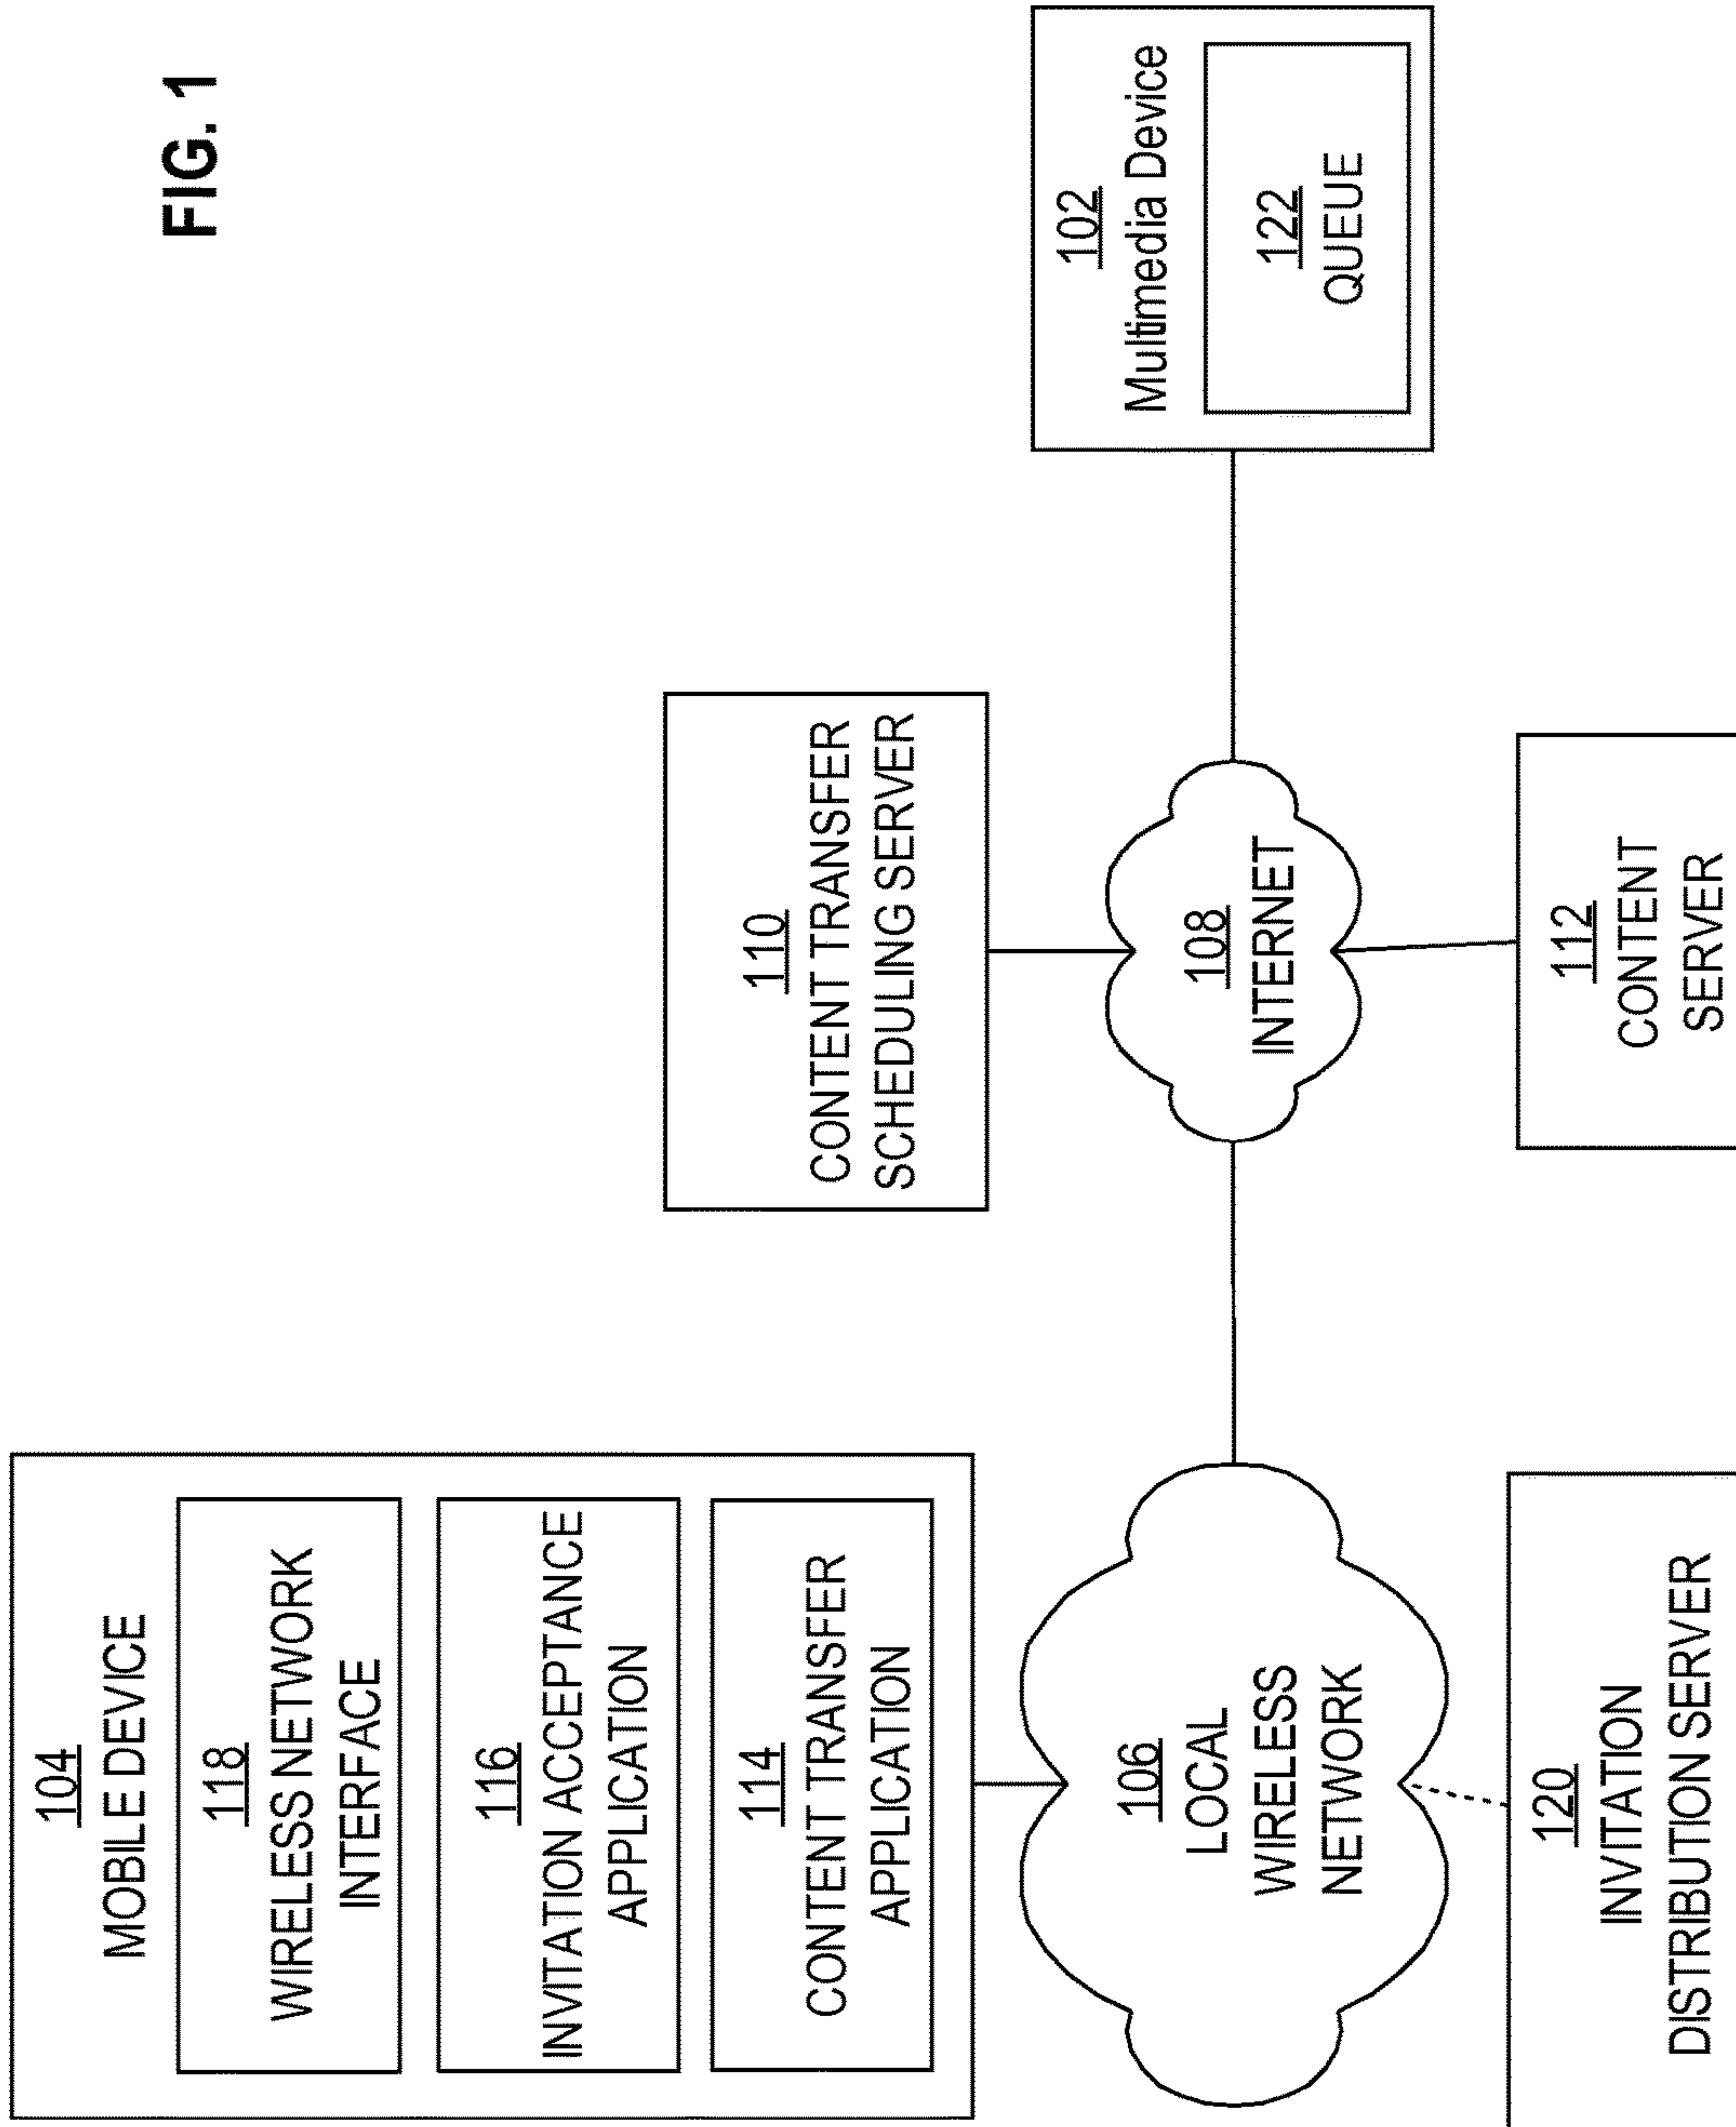 FIG. 1
104
MOBILE DEVICE
118
WIRELESS NETWORK
INTERFACE
116
INVITATION ACCEPTANCE
APPLICATION
114
CONTENT TRANSFER
APPLICATION
106
LOCAL
WIRELESS
NETWORK
120
INVITATION
DISTRIBUTION SERVER
110
CONTENT TRANSFER
SCHEDULING SERVER
108
INTERNET
112
CONTENT
SERVER
102
Multimedia Device
122
QUEUE